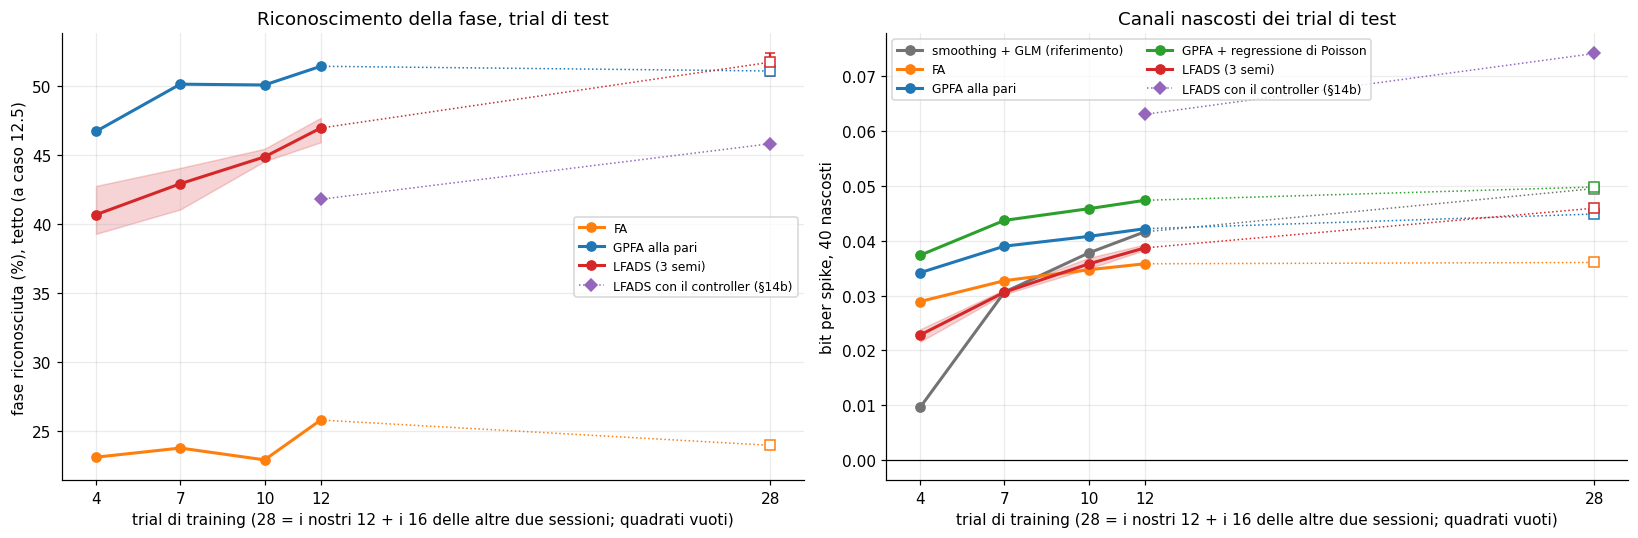 Riconoscimento della fase, trial di test
fase riconosciuta (%), tetto (a caso 12.5)
50
45
40
35
30
25
FA
GPFA alla pari
LFADS (3 semi)
LFADS con il controller (§14b)
4
7
10
12
28
trial di training (28 = i nostri 12 + i 16 delle altre due sessioni; quadrati vuoti)
Canali nascosti dei trial di test
bit per spike, 40 nascosti
0.07
0.06
0.05
0.04
0.03
0.02
0.01
0.00
smoothing + GLM (riferimento)
FA
GPFA alla pari
GPFA + regressione di Poisson
LFADS (3 semi)
LFADS con il controller (§14b)
4
7
10
12
28
trial di training (28 = i nostri 12 + i 16 delle altre due sessioni; quadrati vuoti)